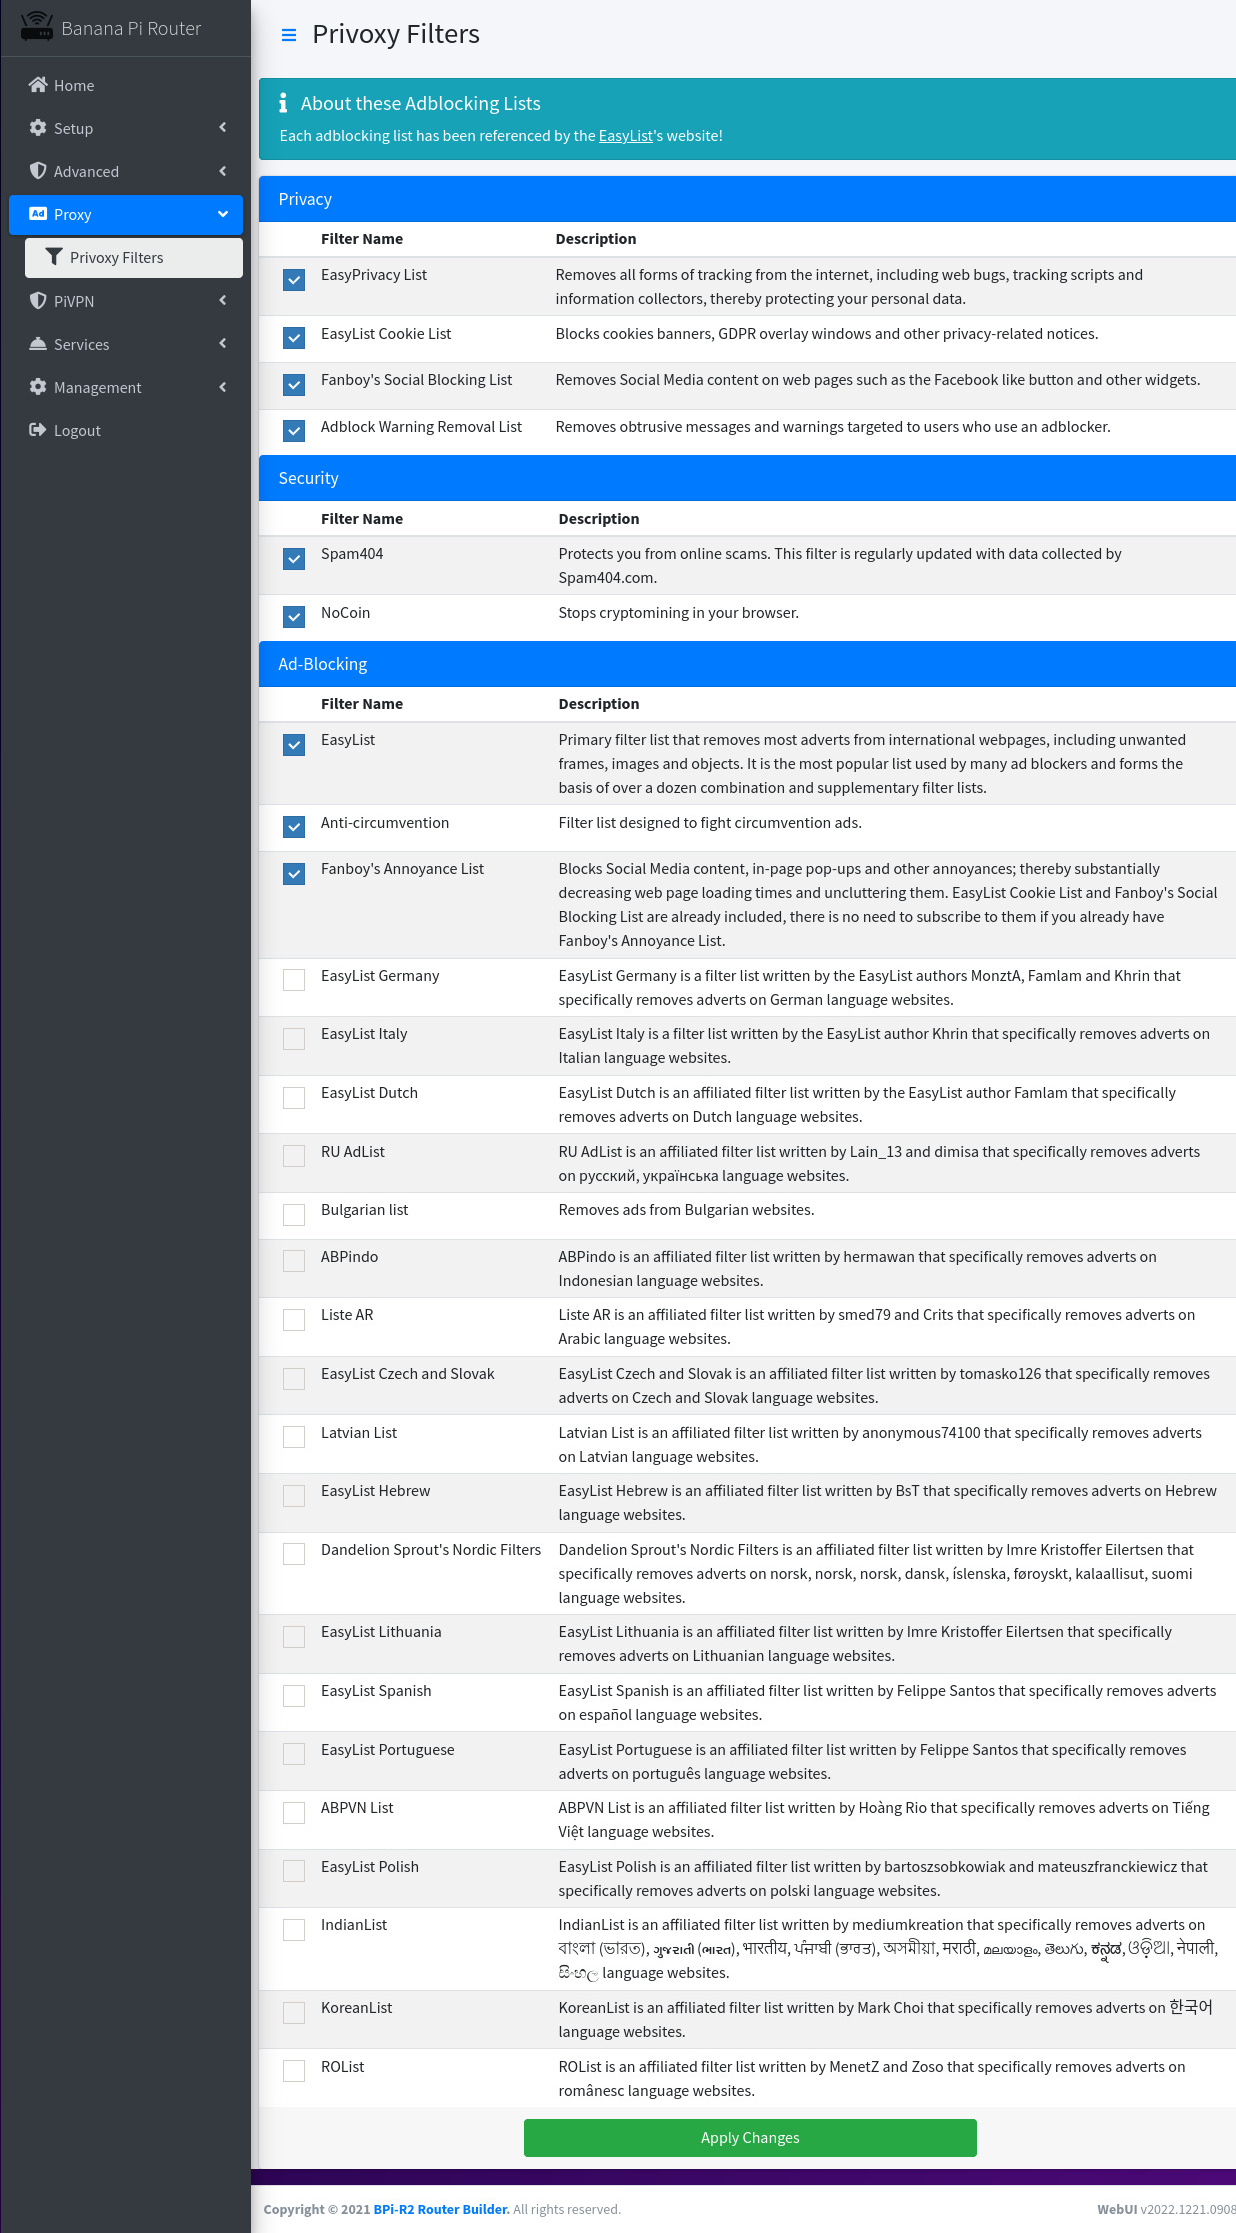 Banana Pi Router
Home
Setup
Advanced
Proxy
Privoxy Filters
PiVPN
Services
Management
Logout
Privoxy Filters
About these Adblocking Lists
Each adblocking list has been referenced by the EasyList's website!
Privacy
Filter Name Description
EasyPrivacy List Removes all forms of tracking from the internet, including web bugs, tracking scripts and
information collectors, thereby protecting your personal data.
EasyList Cookie List Blocks cookies banners, GDPR overlay windows and other privacy-related notices.
Fanboy's Social Blocking List Removes Social Media content on web pages such as the Facebook like button and other widgets.
Adblock Warning Removal List Removes obtrusive messages and warnings targeted to users who use an adblocker.
Security
Filter Name Description
Spam404 Protects you from online scams. This filter is regularly updated with data collected by
Spam404.com.
NoCoin Stops cryptomining in your browser.
Ad-Blocking
Filter Name Description
EasyList Primary filter list that removes most adverts from international webpages, including unwanted
frames, images and objects. It is the most popular list used by many ad blockers and forms the
basis of over a dozen combination and supplementary filter lists.
Anti-circumvention Filter list designed to fight circumvention ads.
Fanboy's Annoyance List Blocks Social Media content, in-page pop-ups and other annoyances; thereby substantially
decreasing web page loading times and uncluttering them. EasyList Cookie List and Fanboy's Social
Blocking List are already included, there is no need to subscribe to them if you already have
Fanboy's Annoyance List.
EasyList Germany EasyList Germany is a filter list written by the EasyList authors MonztA, Famlam and Khrin that
specifically removes adverts on German language websites.
EasyList Italy EasyList Italy is a filter list written by the EasyList author Khrin that specifically removes adverts on
Italian language websites.
EasyList Dutch EasyList Dutch is an affiliated filter list written by the EasyList author Famlam that specifically
removes adverts on Dutch language websites.
RU AdList RU AdList is an affiliated filter list written by Lain_13 and dimisa that specifically removes adverts
on русский, українська language websites.
Bulgarian list Removes ads from Bulgarian websites.
ABPindo ABPindo is an affiliated filter list written by hermawan that specifically removes adverts on
Indonesian language websites.
Liste AR Liste AR is an affiliated filter list written by smed79 and Crits that specifically removes adverts on
Arabic language websites.
EasyList Czech and Slovak EasyList Czech and Slovak is an affiliated filter list written by tomasko126 that specifically removes
adverts on Czech and Slovak language websites.
Latvian List Latvian List is an affiliated filter list written by anonymous74100 that specifically removes adverts
on Latvian language websites.
EasyList Hebrew EasyList Hebrew is an affiliated filter list written by BsT that specifically removes adverts on Hebrew
language websites.
Dandelion Sprout's Nordic Filters Dandelion Sprout's Nordic Filters is an affiliated filter list written by Imre Kristoffer Eilertsen that
specifically removes adverts on norsk, norsk, norsk, dansk, íslenska, føroyskt, kalaallisut, suomi
language websites.
EasyList Lithuania EasyList Lithuania is an affiliated filter list written by Imre Kristoffer Eilertsen that specifically
removes adverts on Lithuanian language websites.
EasyList Spanish EasyList Spanish is an affiliated filter list written by Felippe Santos that specifically removes adverts
on español language websites.
EasyList Portuguese EasyList Portuguese is an affiliated filter list written by Felippe Santos that specifically removes
adverts on português language websites.
ABPVN List ABPVN List is an affiliated filter list written by Hoàng Rio that specifically removes adverts on Tiếng
Việt language websites.
EasyList Polish EasyList Polish is an affiliated filter list written by bartoszsobkowiak and mateuszfranckiewicz that
specifically removes adverts on polski language websites.
IndianList IndianList is an affiliated filter list written by mediumkreation that specifically removes adverts on
বাংলা (ভারত), ગુજરાતી (ભારત), भारतीय, ਪੰਜਾਬੀ (ਭਾਰਤ), অসমীয়া, मराठी, മലയാളം, తెలుగు, ಕನ್ನಡ, ଓଡ଼ିଆ, नेपाली,
සිංහල language websites.
KoreanList KoreanList is an affiliated filter list written by Mark Choi that specifically removes adverts on 한국어
language websites.
ROList ROList is an affiliated filter list written by MenetZ and Zoso that specifically removes adverts on
românesc language websites.
Apply Changes
Copyright © 2021 BPi-R2 Router Builder. All rights reserved. WebUI v2022.1221.0908